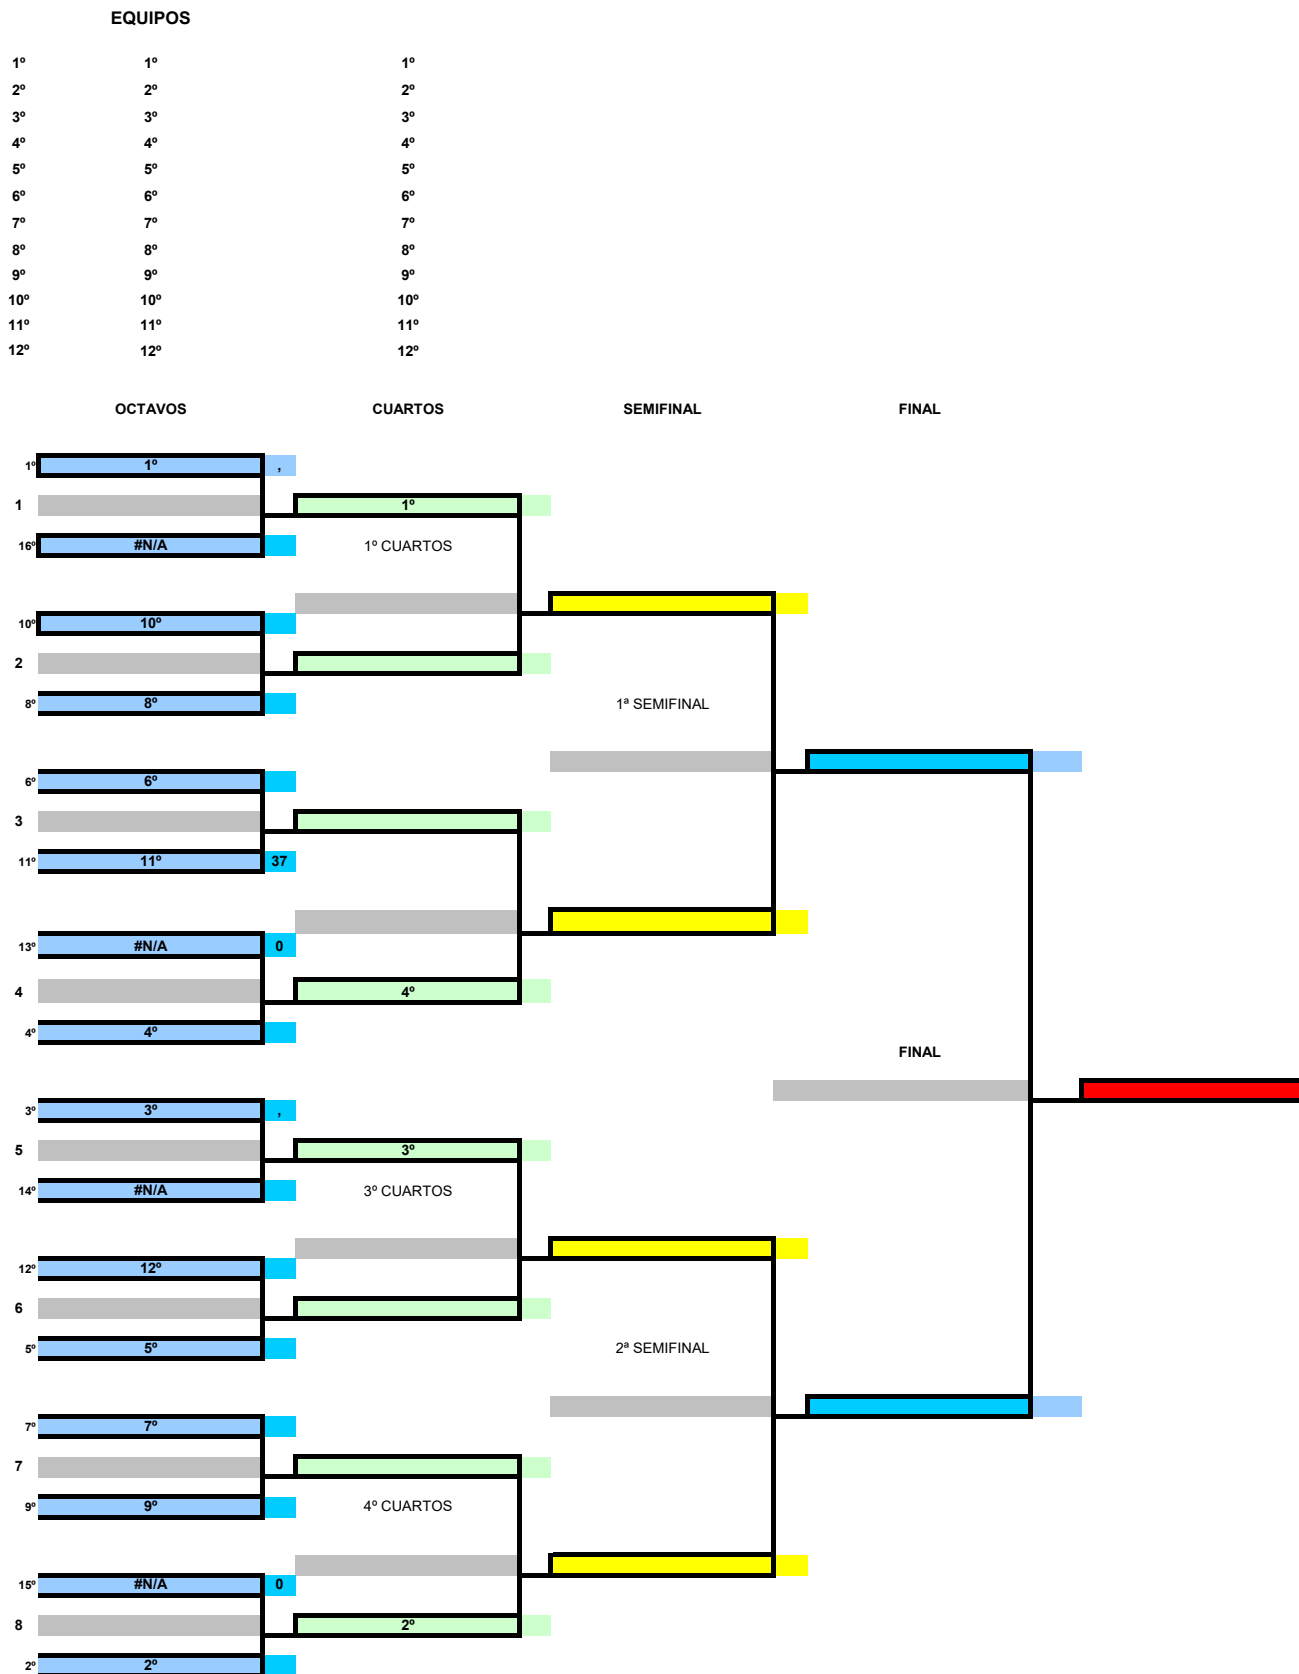 EQUIPOS
1º 1º 1º
2º 2º 2º
3º 3º 3º
4º 4º 4º
5º 5º 5º
6º 6º 6º
7º 7º 7º
8º 8º 8º
9º 9º 9º
10º 10º 10º
11º 11º 11º
12º 12º 12º
OCTAVOS CUARTOS SEMIFINAL FINAL
1º 1º ,
1 1º
16º #N/A 1º CUARTOS
10º 10º
2
8º 8º 1ª SEMIFINAL
6º 6º
3
11º 11º 37
13º #N/A 0
4 4º
4º 4º
FINAL
3º 3º ,
5 3º
14º #N/A 3º CUARTOS
12º 12º
6
5º 5º 2ª SEMIFINAL
7º 7º
7
9º 9º 4º CUARTOS
15º #N/A 0
8 2º
2º 2º